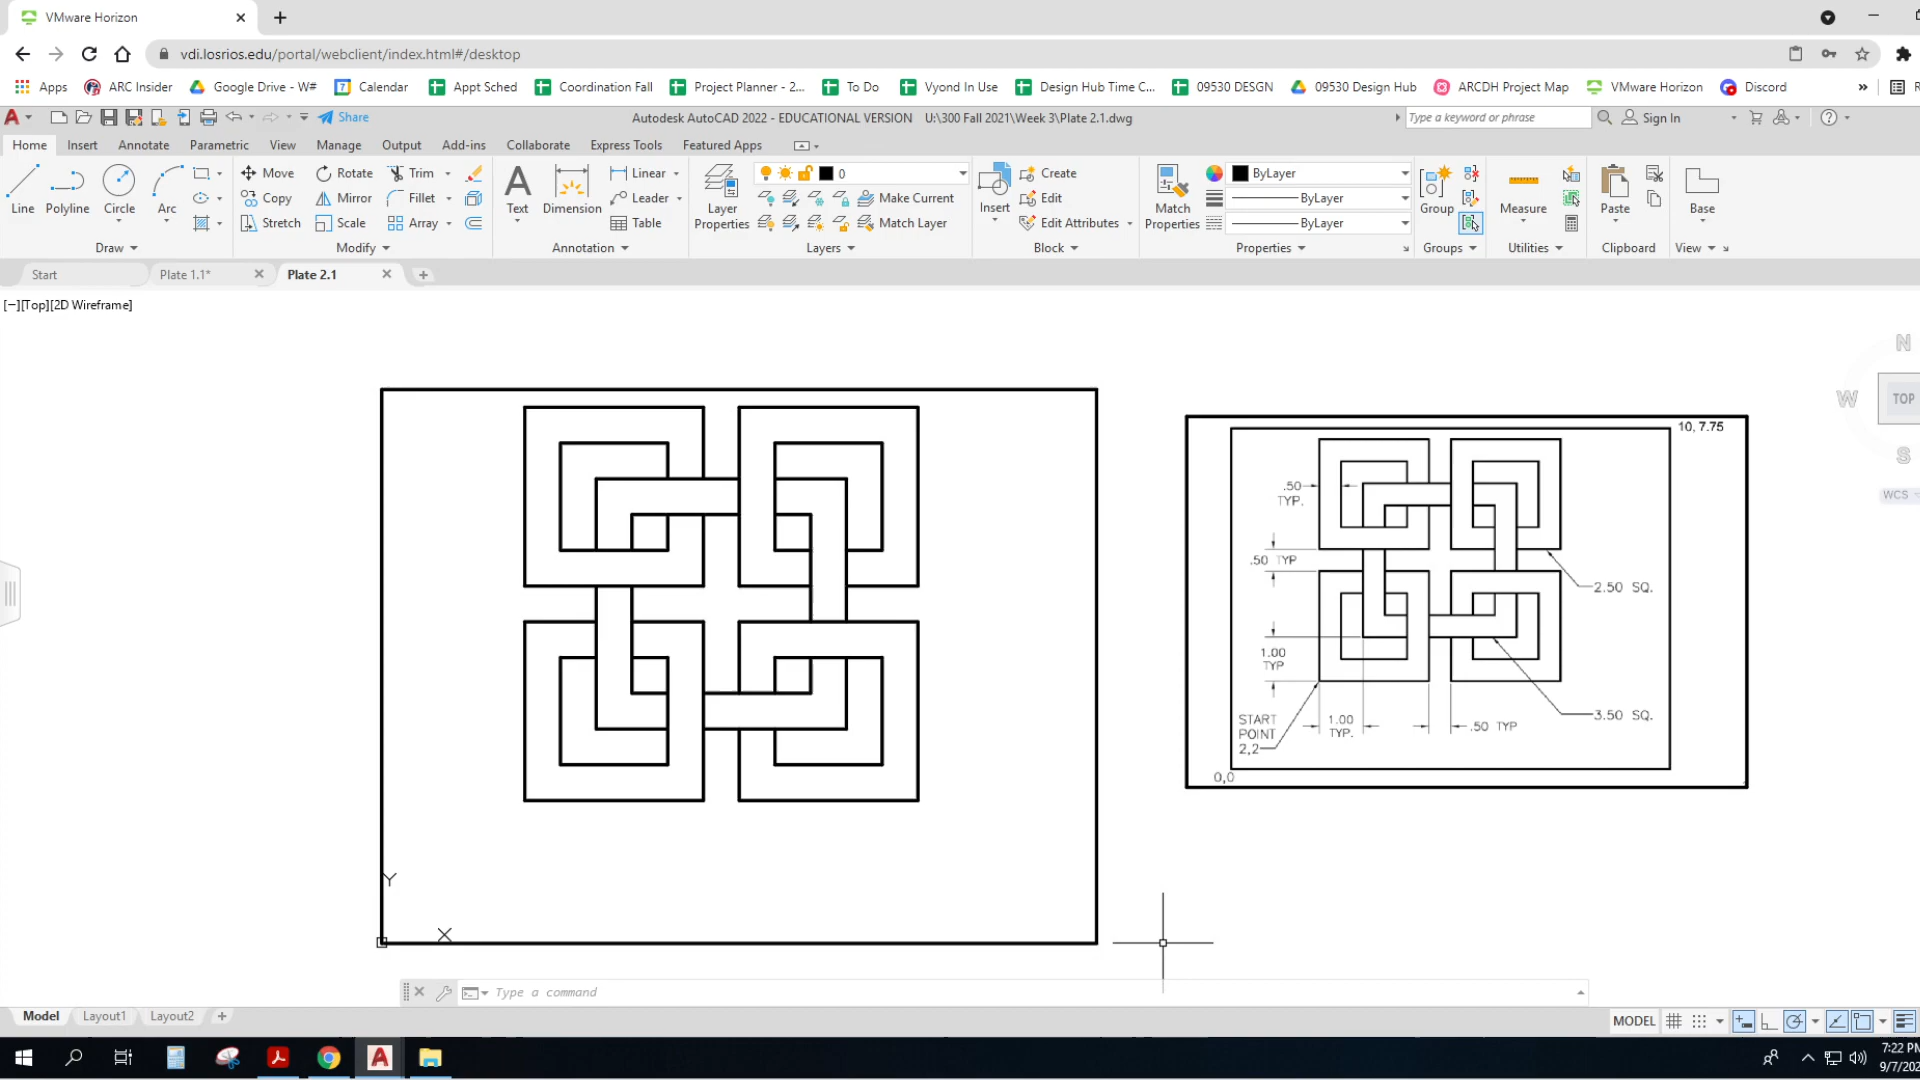 VMware Horizon
vdi.losrios.edu/portal/webclient/index.html#/desktop
Apps ARC Insider Google Drive - W# Calendar Appt Sched Coordination Fall Project Planner - 2... To Do Vyond In Use Design Hub Time C... 09530 DESGN 09530 Design Hub ARCDH Project Map VMware Horizon Discord »
Share Autodesk AutoCAD 2022 - EDUCATIONAL VERSION U:\300 Fall 2021\Week 3\Plate 2.1.dwg Type a keyword or phrase Sign In
Home Insert Annotate Parametric View Manage Output Add-ins Collaborate Express Tools Featured Apps
Move Rotate Trim Linear 0 Create ByLayer
Copy Mirror Fillet Leader Make Current Edit ByLayer
Line Polyline Circle Arc Text Dimension Layer Properties Insert Match Properties Group Measure Paste Base
Stretch Scale Array Table Match Layer Edit Attributes ByLayer
Draw Modify Annotation Layers Block Properties Groups Utilities Clipboard View
Start Plate 1.1* Plate 2.1
[−][Top][2D Wireframe]
N
W TOP
S
WCS
10, 7.75
.50
TYP.
.50 TYP
2.50 SQ.
1.00
TYP
START
POINT
2,2
1.00
TYP.
.50 TYP
3.50 SQ.
0,0
Y
X
Type a command
Model Layout1 Layout2
MODEL
7:22 PM
9/7/202